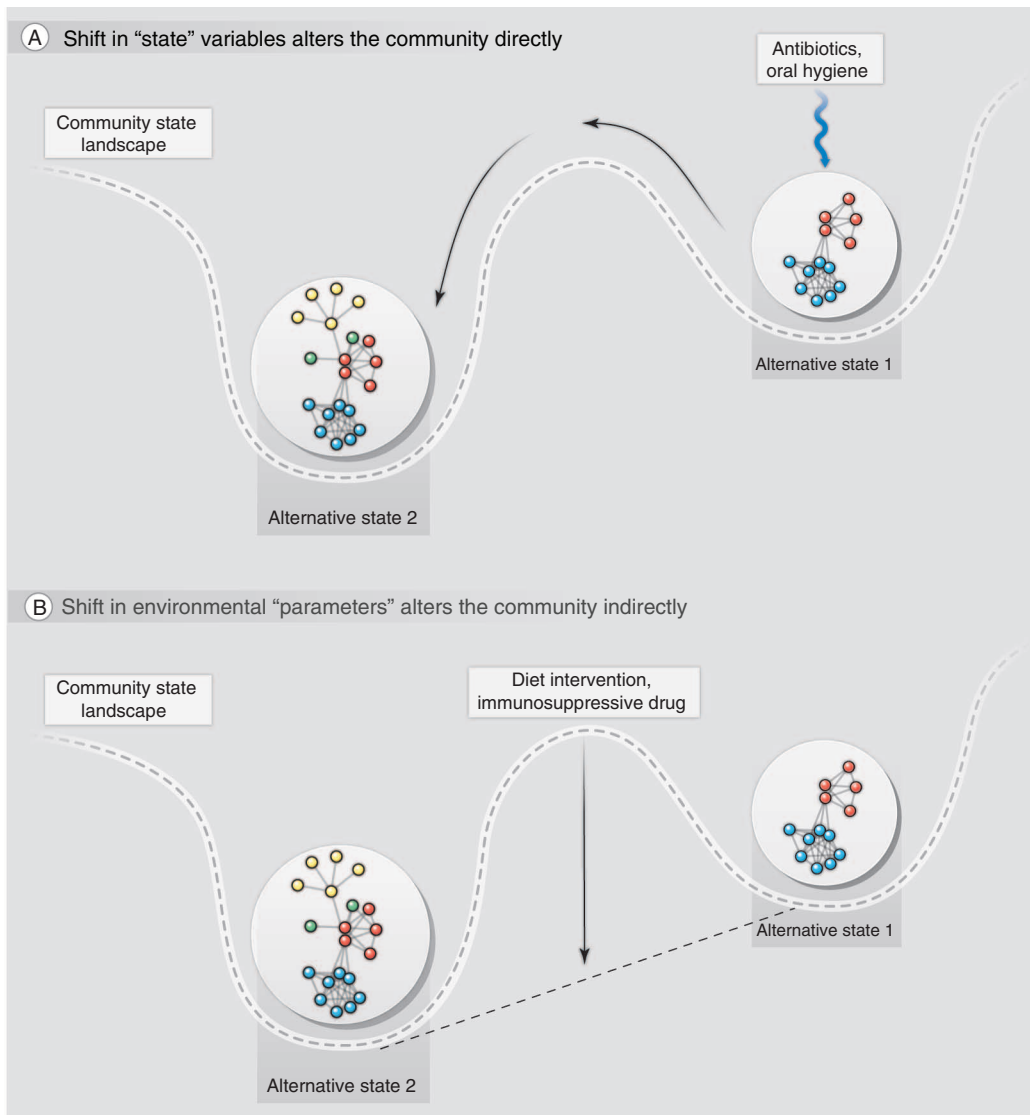 A Shift in “state” variables alters the community directly
Antibiotics,
oral hygiene
Community state
landscape
Alternative state 1
Alternative state 2
B Shift in environmental “parameters” alters the community indirectly
Community state
landscape
Diet intervention,
immunosuppressive drug
Alternative state 1
Alternative state 2